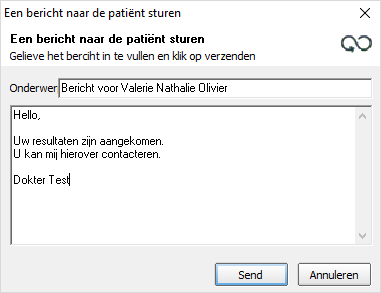 Een bericht naar de patiënt sturen
Een bericht naar de patiënt sturen
Gelieve het berciht in te vullen en klik op verzenden
Onderwer Bericht voor Valerie Nathalie Olivier
Hello,
Uw resultaten zijn aangekomen.
U kan mij hierover contacteren.
Dokter Test
Send Annuleren